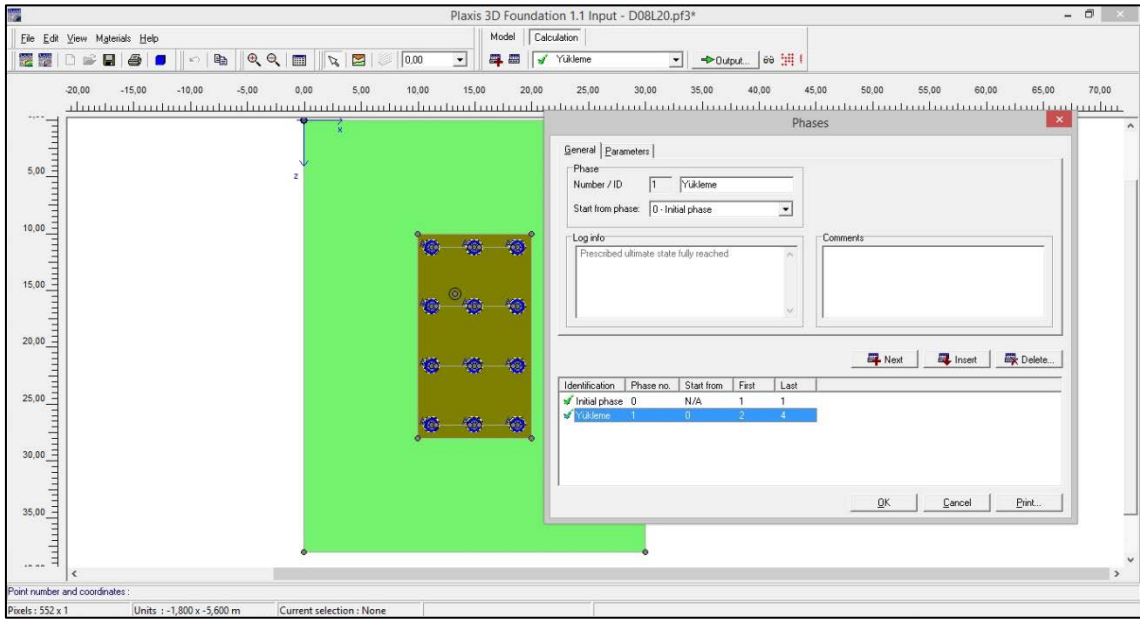 Plaxis 3D Foundation 1.1 Input - D08L20.pf3*
File Edit View Materials Help
Model Calculation
0,00
Yükleme
Output...
-20,00 -15,00 -10,00 -5,00 0,00 5,00 10,00 15,00 20,00 25,00 30,00 35,00 40,00 45,00 50,00 55,00 60,00 65,00 70,00
x
z
5,00
10,00
15,00
20,00
25,00
30,00
35,00
Phases
General Parameters
Phase
Number / ID 1 Yükleme
Start from phase: 0 - Initial phase
Log info
Prescribed ultimate state fully reached
Comments
Next Insert Delete...
Identification Phase no. Start from First Last
Initial phase 0 N/A 1 1
Yükleme 1 0 2 4
OK Cancel Print...
Point number and coordinates :
Pixels : 552 x 1 Units : -1,800 x -5,600 m Current selection : None